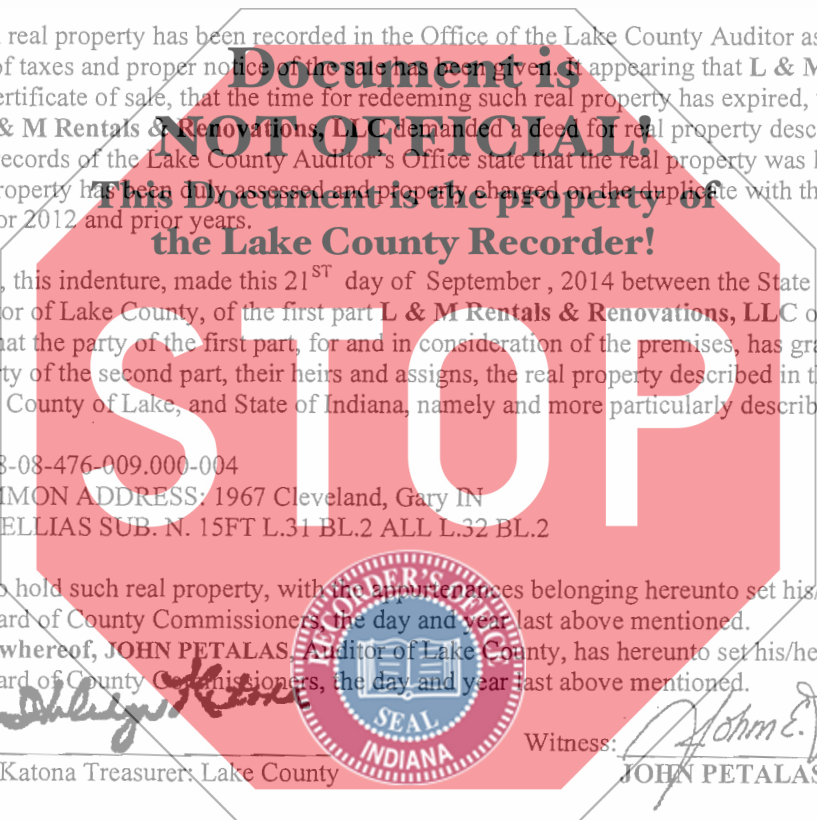 real property has been recorded in the Office of the Lake County Auditor as
Document is
of taxes and proper notice of the sale has been given. It appearing that L & M
ertificate of sale, that the time for redeeming such real property has expired,
NOT OFFICIAL!
& M Rentals & Renovations, LLC demanded a deed for real property desc
ecords of the Lake County Auditor's Office state that the real property was
This Document is the property of
roperty has been duly assessed and property charged on the duplicate with th
or 2012 and prior years.
the Lake County Recorder!
, this indenture, made this 21ST day of September , 2014 between the State
or of Lake County, of the first part L & M Rentals & Renovations, LLC o
hat the party of the first part, for and in consideration of the premises, has gra
ty of the second part, their heirs and assigns, the real property described in t
County of Lake, and State of Indiana, namely and more particularly describ
STOP
8-08-476-009.000-004
MMON ADDRESS: 1967 Cleveland, Gary IN
ELLIAS SUB. N. 15FT L.31 BL.2 ALL L.32 BL.2
o hold such real property, with the appurtenances belonging hereunto set his/
ard of County Commissioners, the day and year last above mentioned.
whereof, JOHN PETALAS, Auditor of Lake County, has hereunto set his/he
ard of County Commissioners, the day and year last above mentioned.
RECORDER'S OFFICE
SEAL
INDIANA
Witness: John E.
Katona Treasurer: Lake County
JOHN PETALAS